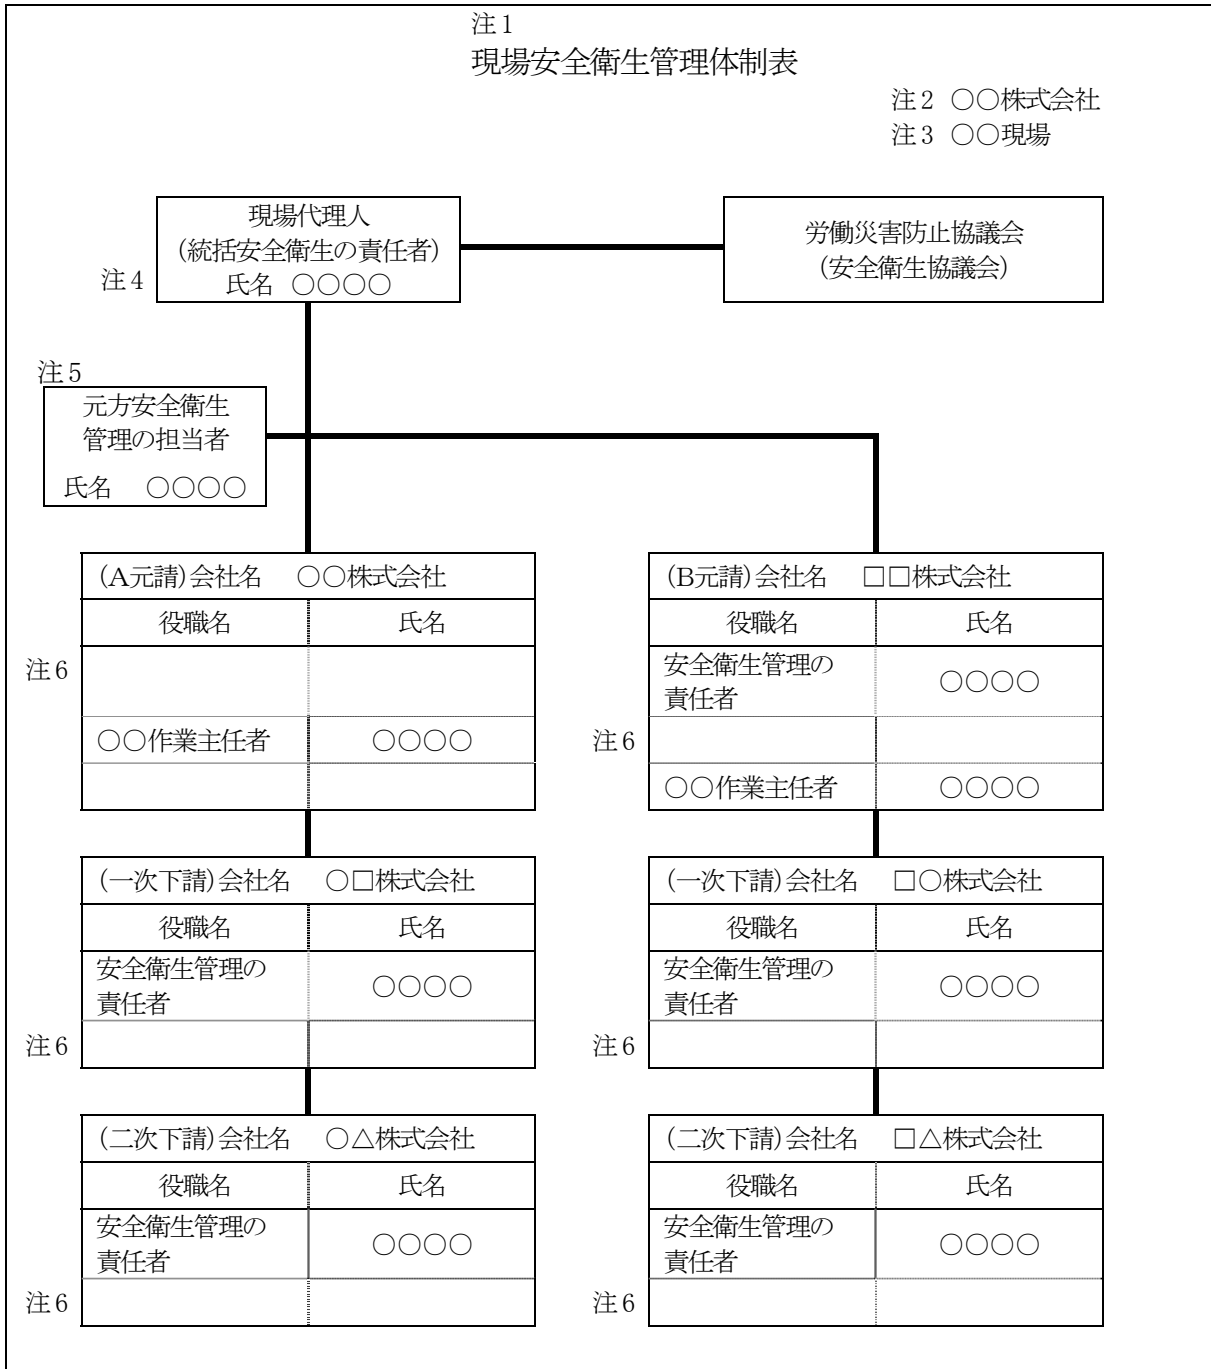 注1
現場安全衛生管理体制表
注2 ○○株式会社
注3 ○○現場
現場代理人
(統括安全衛生の責任者)
注4
氏名 ○○○○
労働災害防止協議会
(安全衛生協議会)
注5
元方安全衛生
管理の担当者
氏名 ○○○○
(A元請)会社名 ○○株式会社
役職名 氏名
注6
○○作業主任者 ○○○○
(B元請)会社名 □□株式会社
役職名 氏名
安全衛生管理の
責任者
○○○○
注6
○○作業主任者 ○○○○
(一次下請)会社名 ○□株式会社
役職名 氏名
安全衛生管理の
責任者
○○○○
注6
(一次下請)会社名 □○株式会社
役職名 氏名
安全衛生管理の
責任者
○○○○
注6
(二次下請)会社名 ○△株式会社
役職名 氏名
安全衛生管理の
責任者
○○○○
注6
(二次下請)会社名 □△株式会社
役職名 氏名
安全衛生管理の
責任者
○○○○
注6